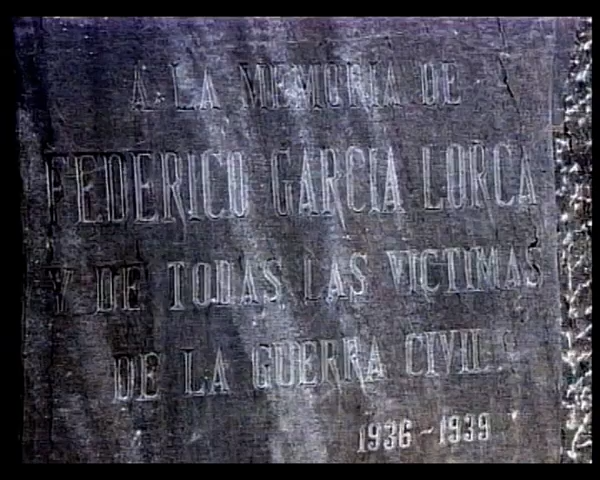 A LA MEMORIA DE
FEDERICO GARCIA LORCA
Y DE TODAS LAS VICTIMAS
DE LA GUERRA CIVIL
1936-1939